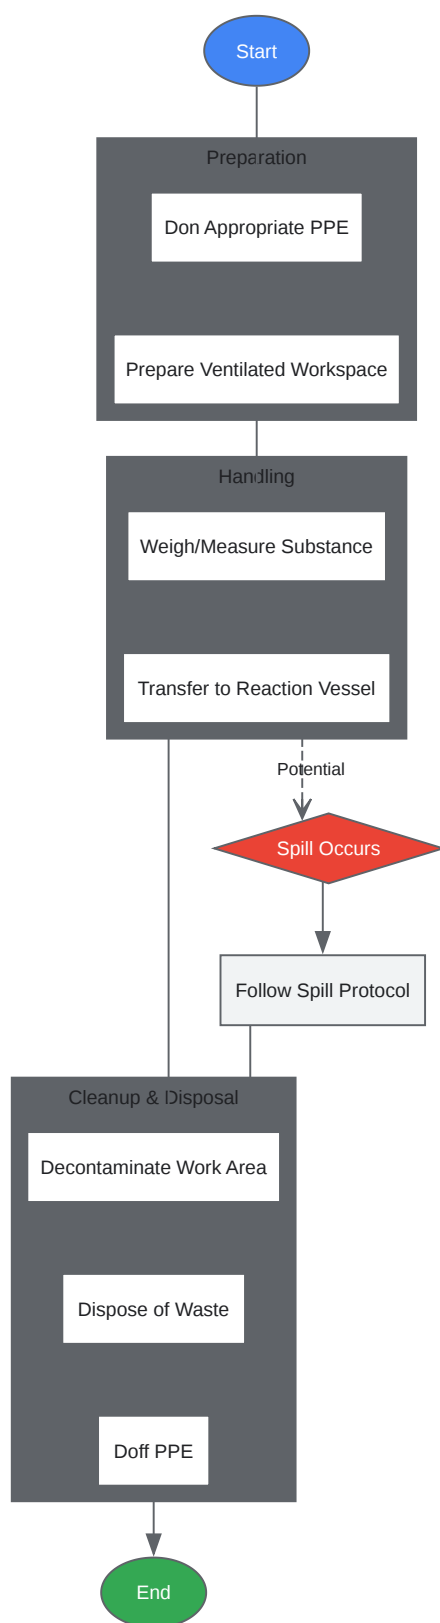 Start
Preparation
Don Appropriate PPE
Prepare Ventilated Workspace
Handling
Weigh/Measure Substance
Transfer to Reaction Vessel
Potential
Spill Occurs
Follow Spill Protocol
Cleanup & Disposal
Decontaminate Work Area
Dispose of Waste
Doff PPE
End